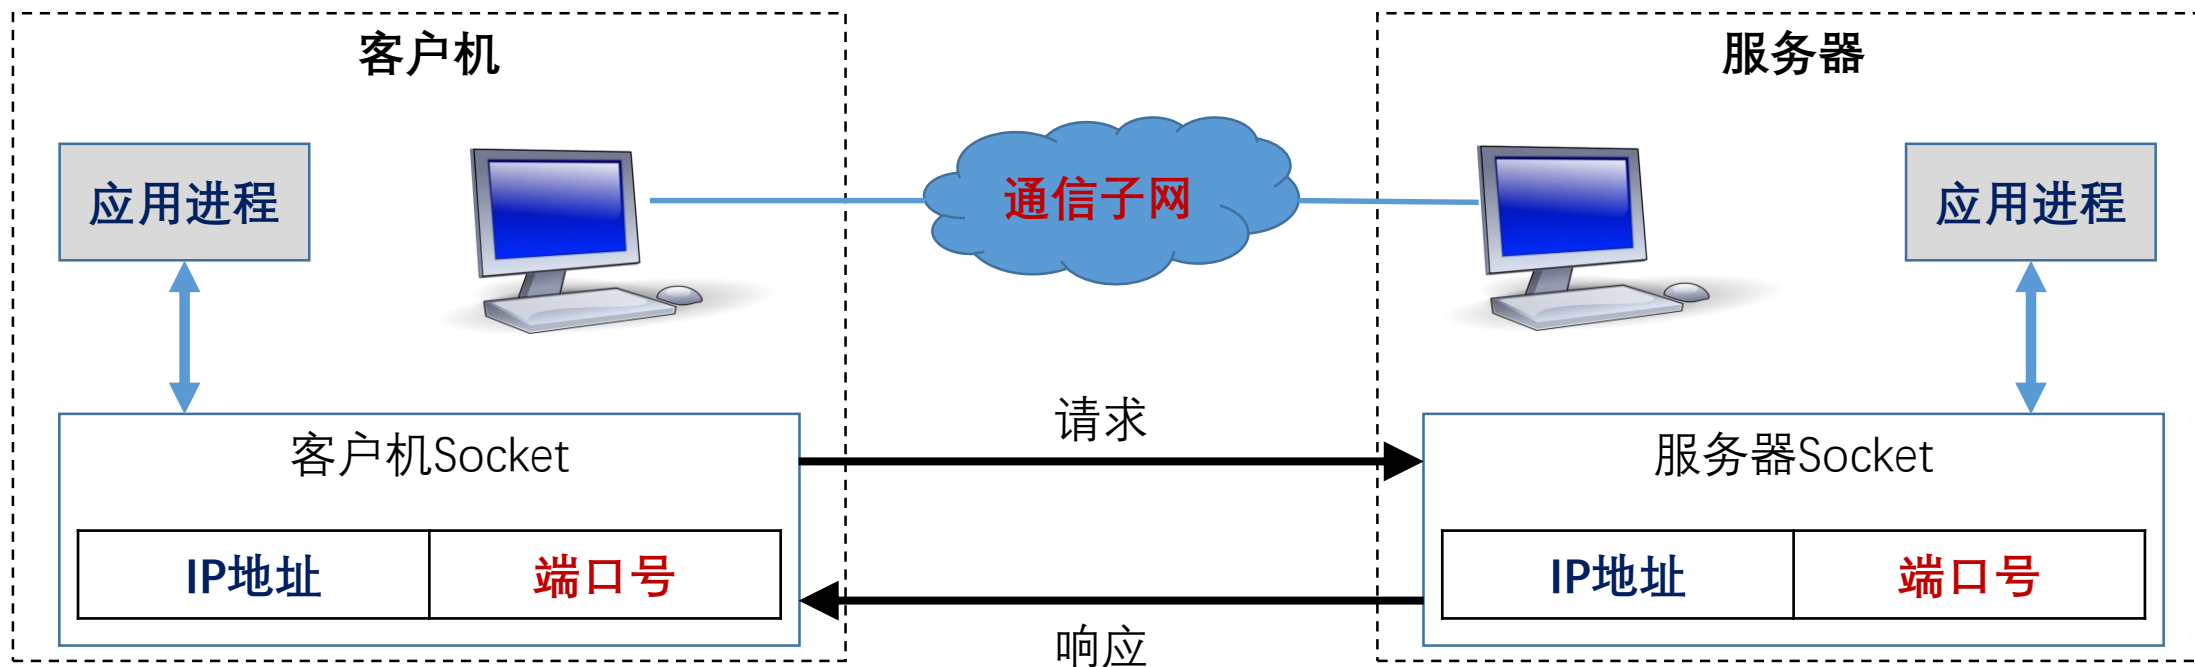 客户机
服务器
应用进程
通信子网
应用进程
请求
客户机Socket
服务器Socket
IP地址
端口号
IP地址
端口号
响应